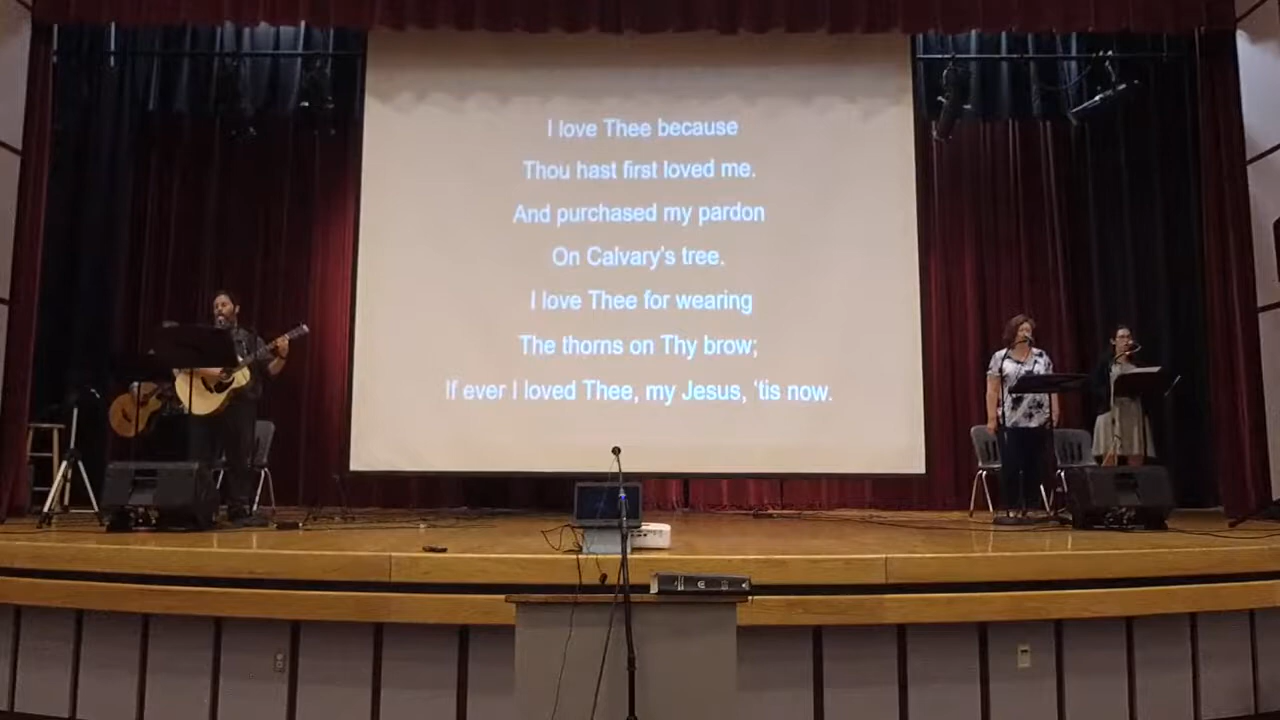 I love Thee because
Thou hast first loved me.
And purchased my pardon
On Calvary's tree.
I love Thee for wearing
The thorns on Thy brow;
If ever I loved Thee, my Jesus, 'tis now.